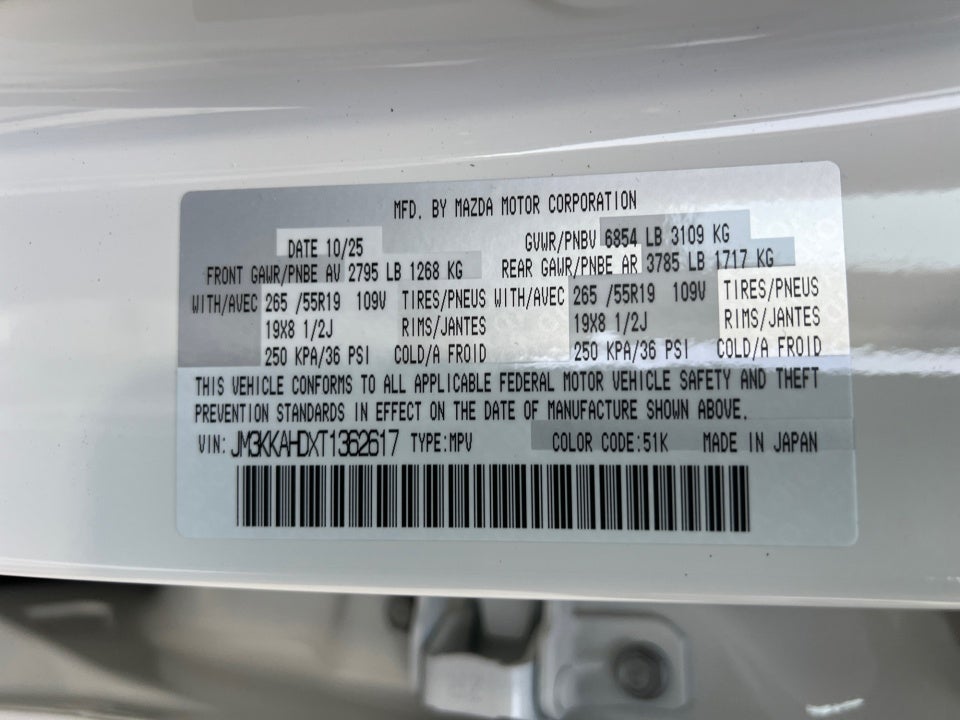 MFD. BY MAZDA MOTOR CORPORATION
DATE 10/25 GVWR/PNBV 6854 LB 3109 KG
FRONT GAWR/PNBE AV 2795 LB 1268 KG REAR GAWR/PNBE AR 3785 LB 1717 KG
WITH/AVEC 265 /55R19 109V TIRES/PNEUS WITH/AVEC 265 /55R19 109V TIRES/PNEUS
19X8 1/2J RIMS/JANTES 19X8 1/2J RIMS/JANTES
250 KPA/36 PSI COLD/A FROID 250 KPA/36 PSI COLD/A FROID
THIS VEHICLE CONFORMS TO ALL APPLICABLE FEDERAL MOTOR VEHICLE SAFETY AND THEFT
PREVENTION STANDARDS IN EFFECT ON THE DATE OF MANUFACTURE SHOWN ABOVE.
VIN: JM3KKAHDXT1362617 TYPE:MPV COLOR CODE:51K MADE IN JAPAN